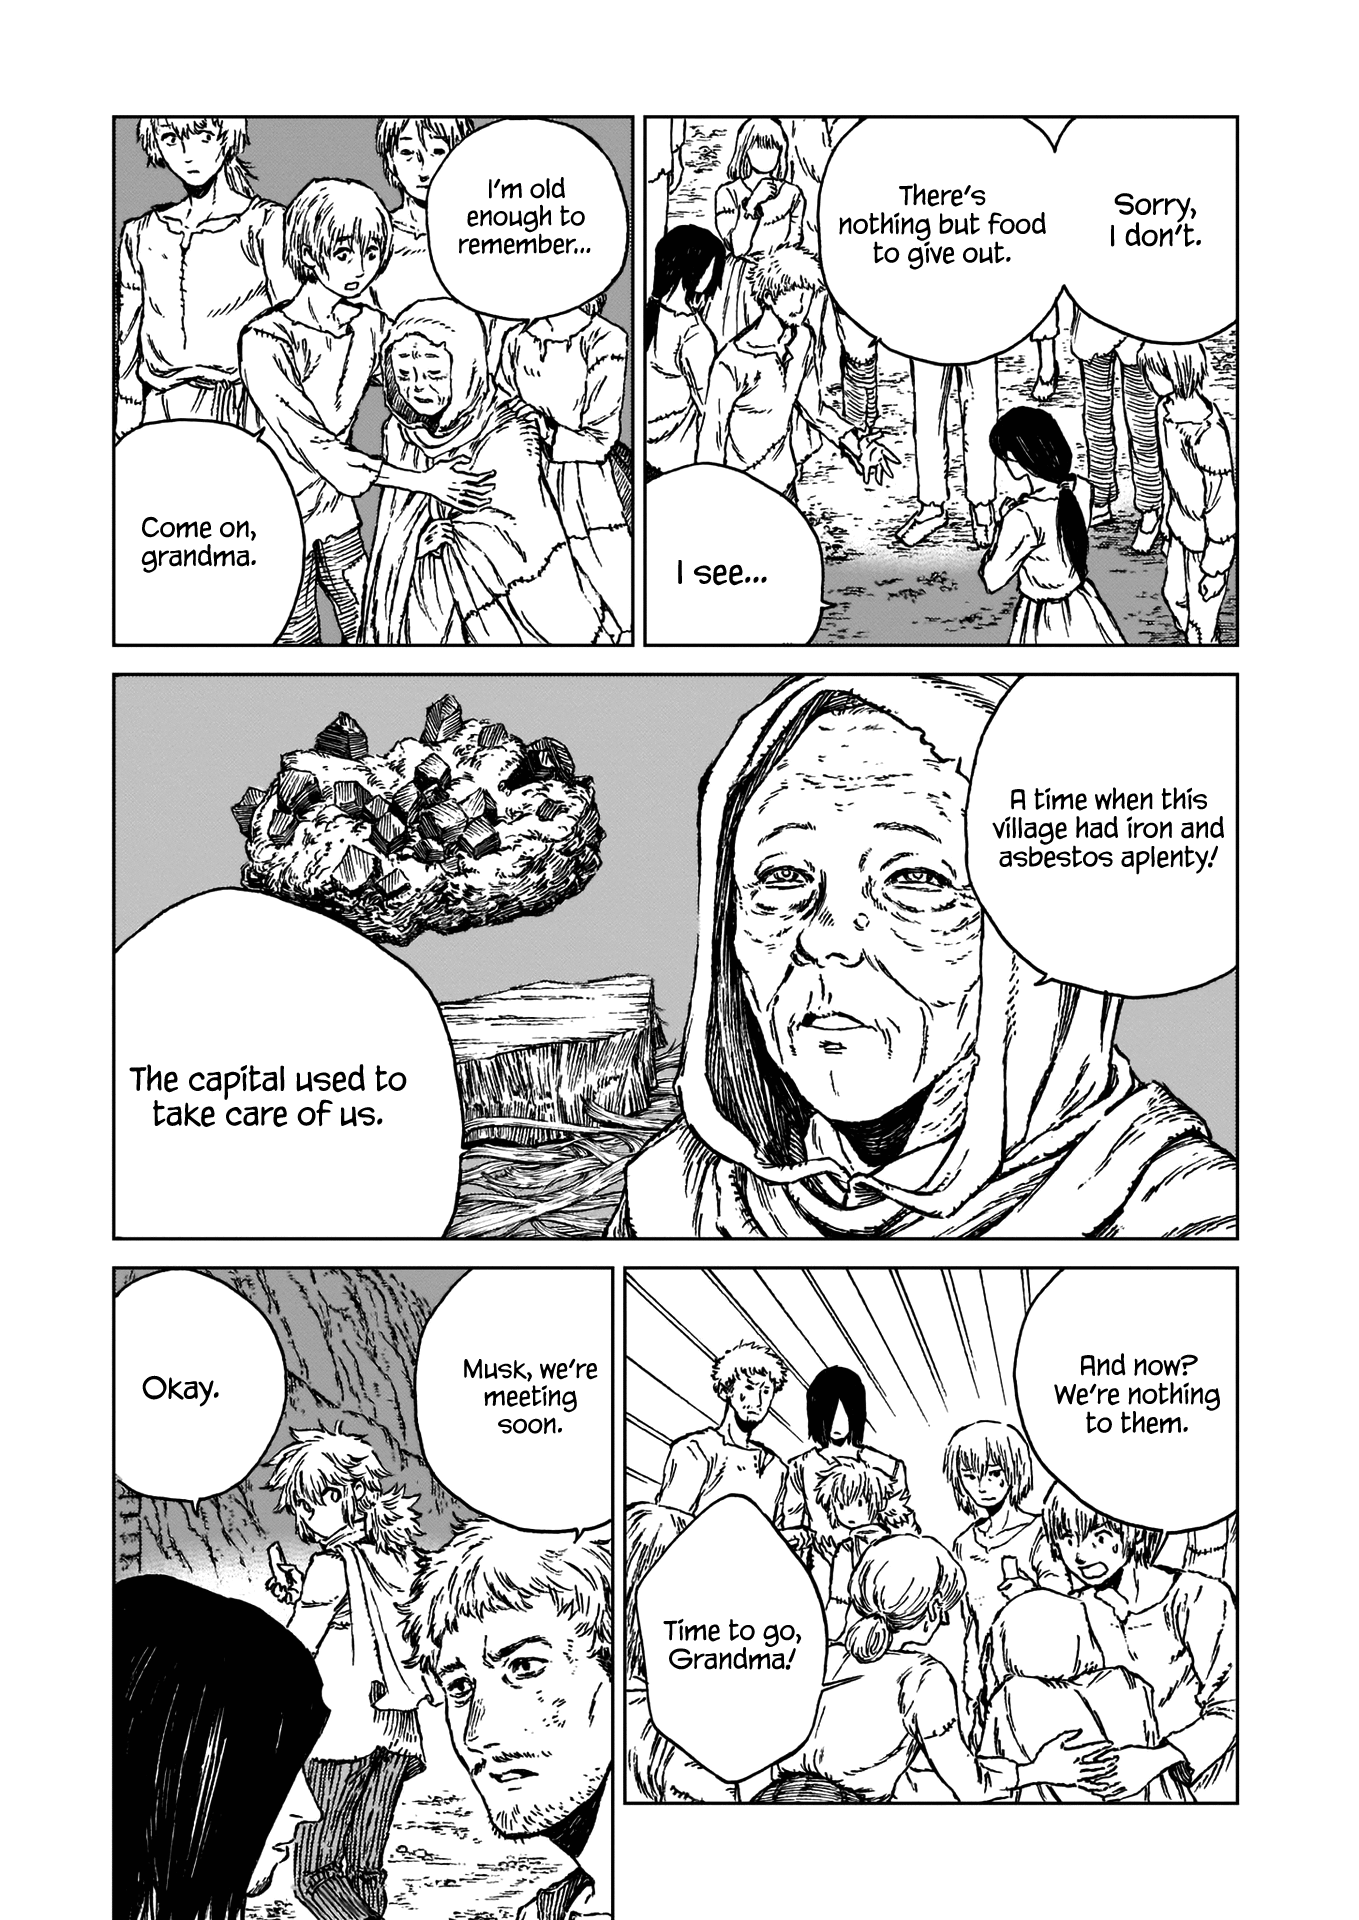 Sorry,
I don't.
There's
nothing but food
to give out.
I see...
I'm old
enough to
remember...
Come on,
grandma.
A time when this
village had iron and
asbestos aplenty!
The capital used to
take care of us.
And now?
We're nothing
to them.
Time to go,
Grandma!
Musk, we're
meeting
soon.
Okay.